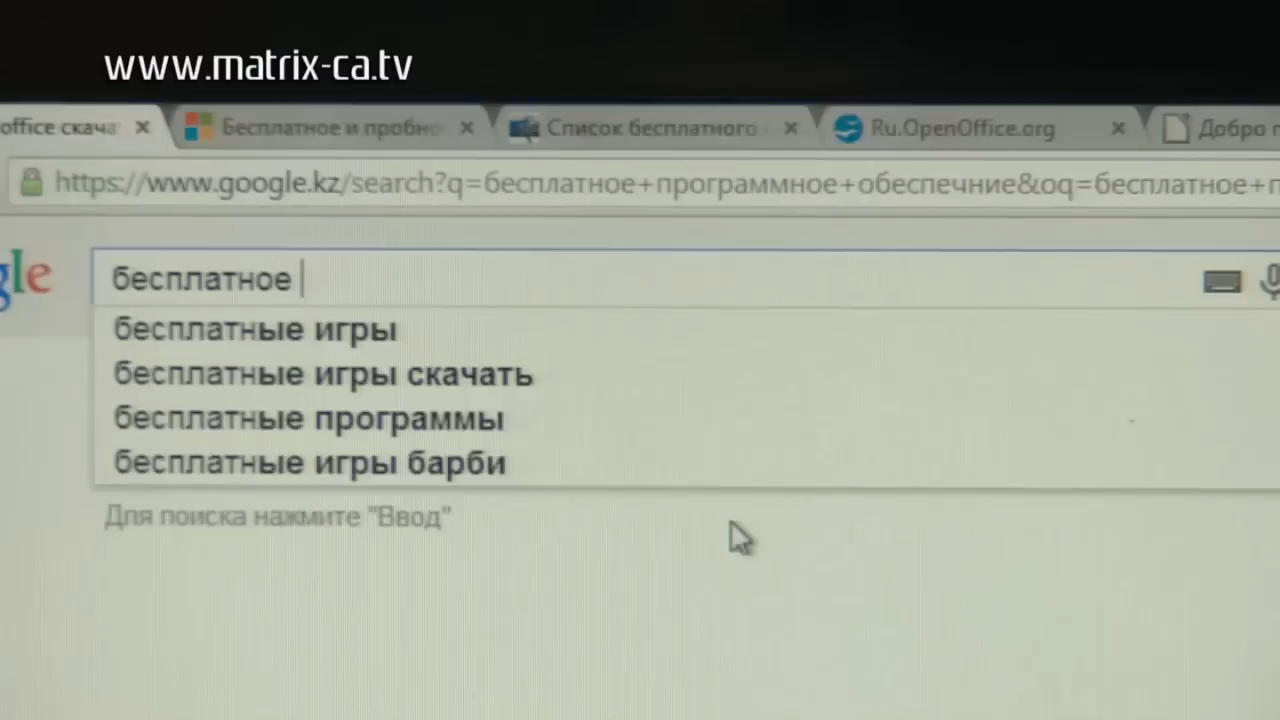 www.matrix-ca.tv
office скача
Бесплатное и пробно
Список бесплатного
Ru.OpenOffice.org
Добро п
https://www.google.kz/search?q=бесплатное+программное+обеспечние&oq=бесплатное+п
gle
бесплатное
бесплатные игры
бесплатные игры скачать
бесплатные программы
бесплатные игры барби
Для поиска нажмите "Ввод"